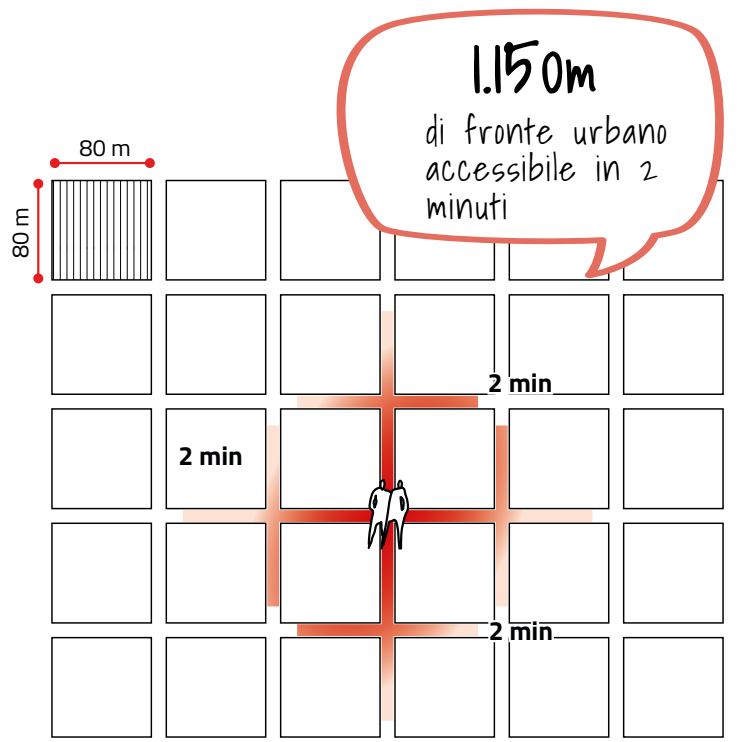 1.150m
di fronte urbano
accessibile in 2
minuti
80 m
80 m
2 min
2 min
2 min